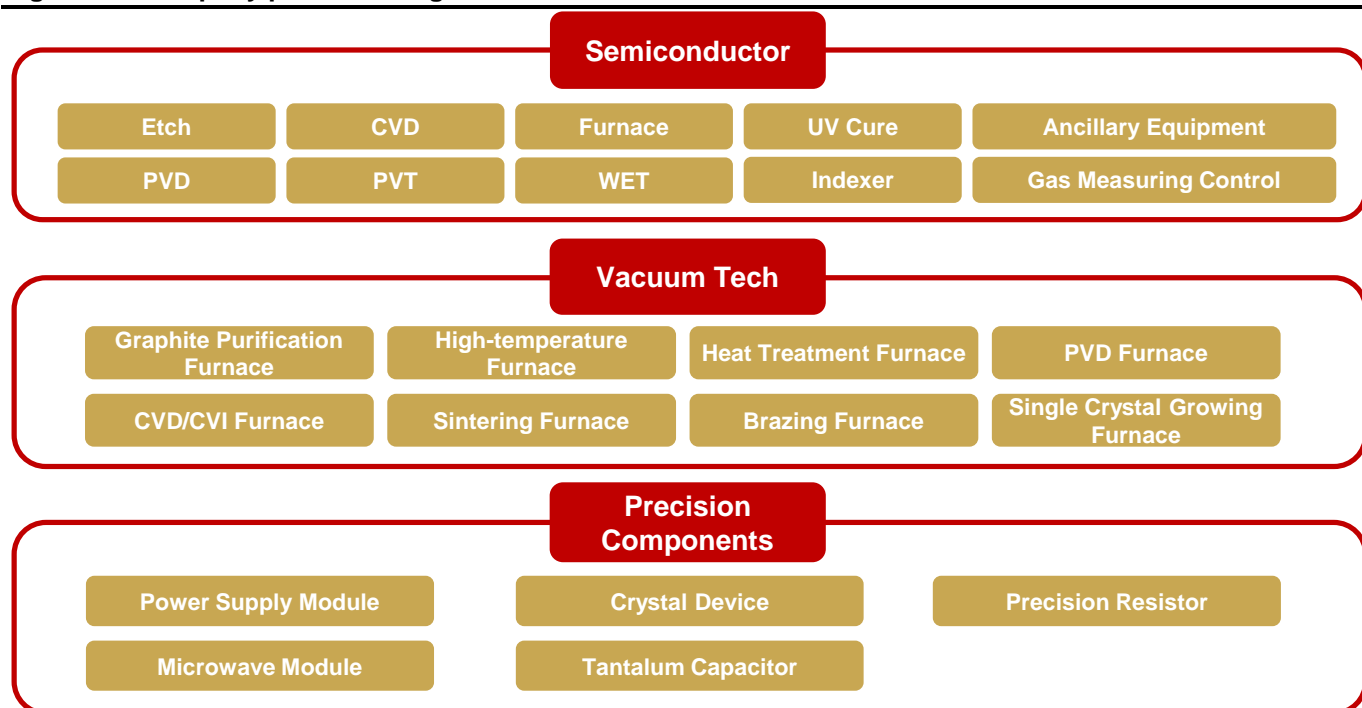 Semiconductor
Etch
CVD
Furnace
UV Cure
Ancillary Equipment
PVD
PVT
WET
Indexer
Gas Measuring Control
Vacuum Tech
Graphite Purification
Furnace
High-temperature
Furnace
Heat Treatment Furnace
PVD Furnace
CVD/CVI Furnace
Sintering Furnace
Brazing Furnace
Single Crystal Growing
Furnace
Precision
Components
Power Supply Module
Crystal Device
Precision Resistor
Microwave Module
Tantalum Capacitor